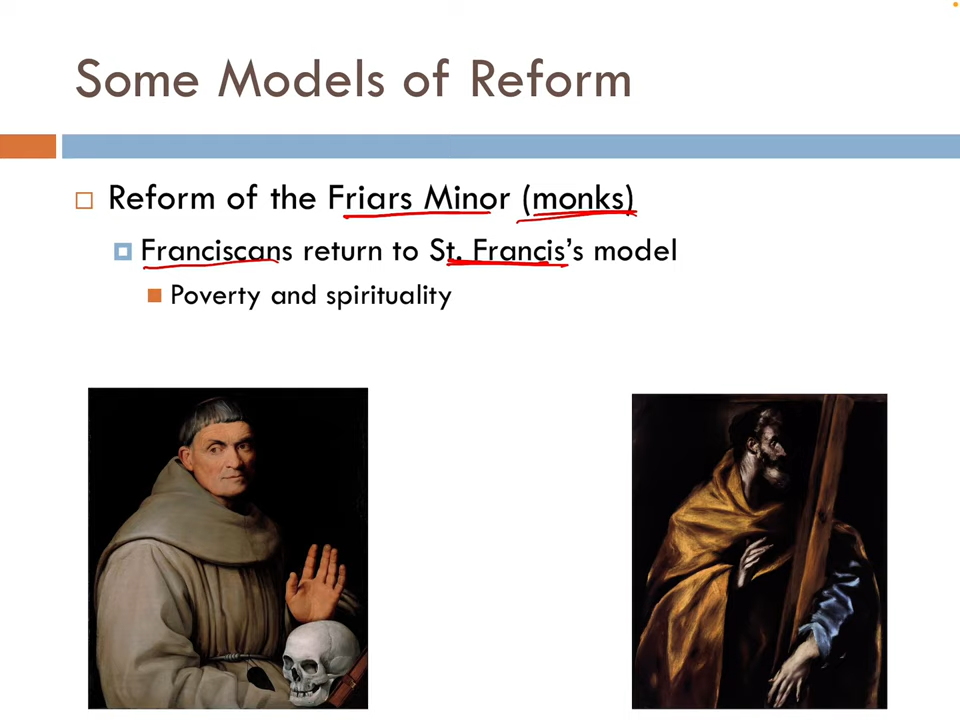 Some Models of Reform
Reform of the Friars Minor (monks)
Franciscans return to St. Francis's model
Poverty and spirituality